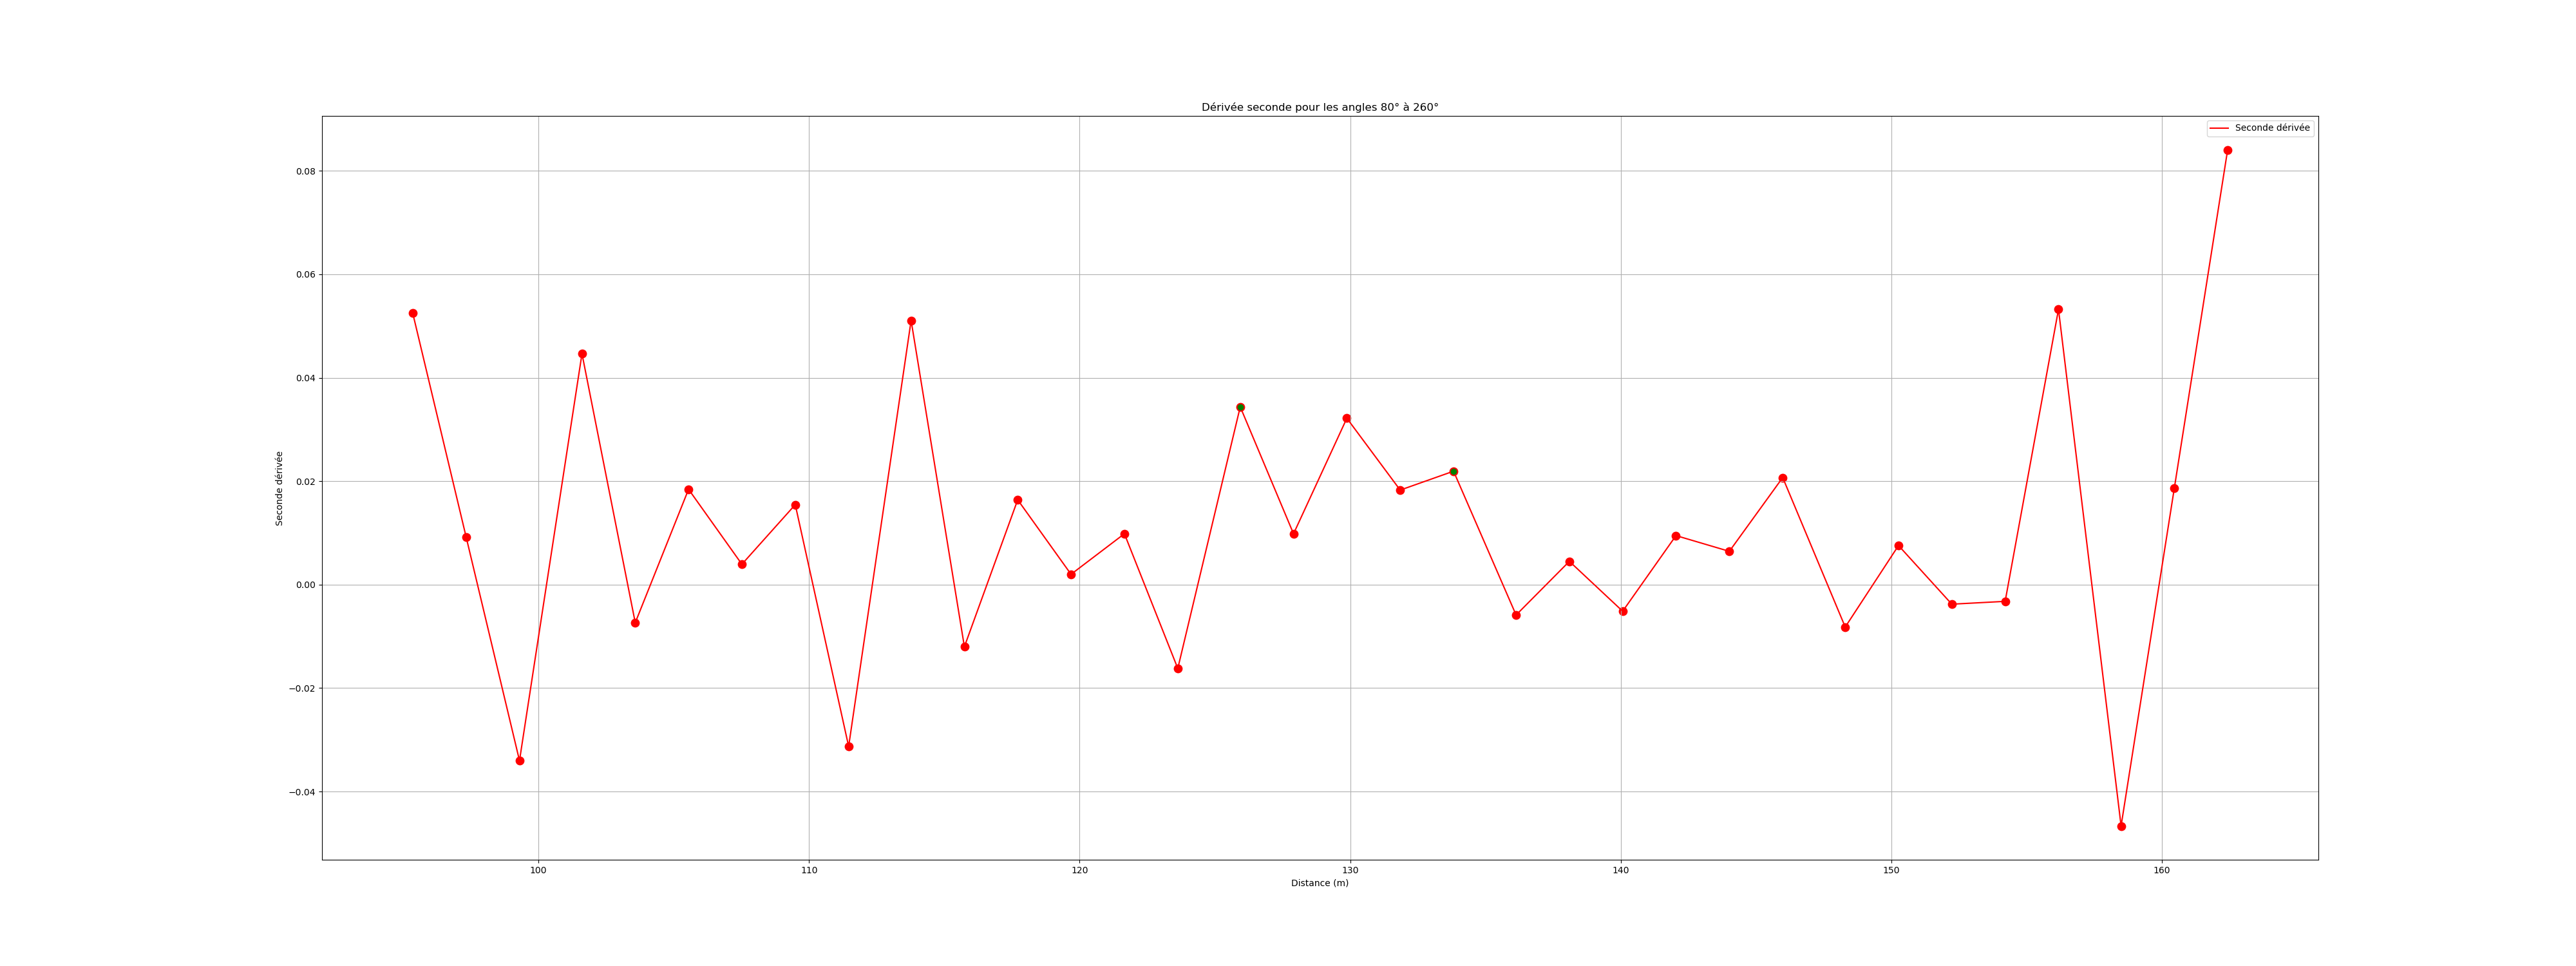 Dérivée seconde pour les angles 80° à 260°
Seconde dérivée
0.08
0.06
0.04
0.02
0.00
−0.02
−0.04
Seconde dérivée
100 110 120 130 140 150 160
Distance (m)